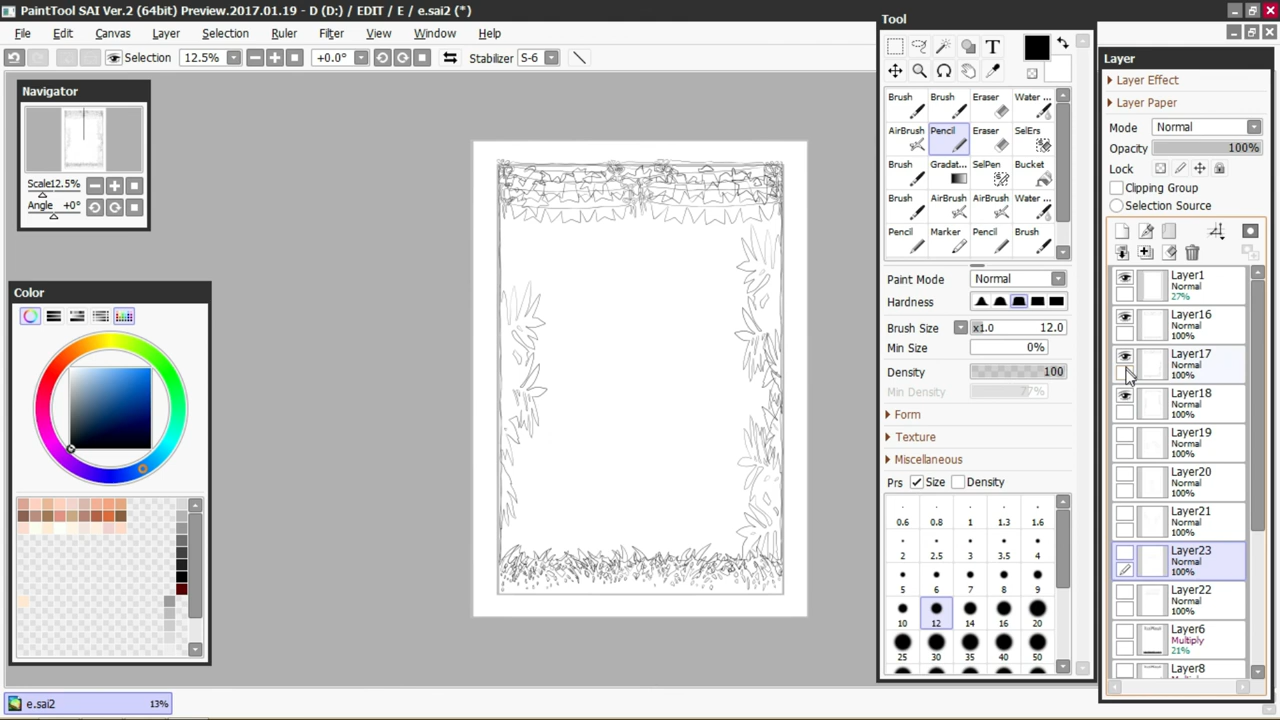 PaintTool SAI Ver.2 (64bit) Preview.2017.01.19 - D (D:) / EDIT / E / e.sai2 (*)
File Edit Canvas Layer Selection Ruler Filter View Window Help
Selection 12.5% +0.0° Stabilizer S-6
Navigator
Scale 12.5%
Angle +0°
Color
Tool
T
Brush Brush Eraser Water ...
AirBrush Pencil Eraser SelErs
Brush Gradat... SelPen Bucket
Brush AirBrush AirBrush Water ...
Pencil Marker Pencil Brush
Paint Mode Normal
Hardness
Brush Size x1.0 12.0
Min Size 0%
Density 100
Min Density 77%
Form
Texture
Miscellaneous
Prs Size Density
0.6 0.8 1 1.3 1.6
2 2.5 3 3.5 4
5 6 7 8 9
10 12 14 16 20
25 30 35 40 50
Layer
Layer Effect
Layer Paper
Mode Normal
Opacity 100%
Lock
Clipping Group
Selection Source
Layer1
Normal
27%
Layer16
Normal
100%
Layer17
Normal
100%
Layer18
Normal
100%
Layer19
Normal
100%
Layer20
Normal
100%
Layer21
Normal
100%
Layer23
Normal
100%
Layer22
Normal
100%
Layer6
Multiply
21%
Layer8
e.sai2 13%